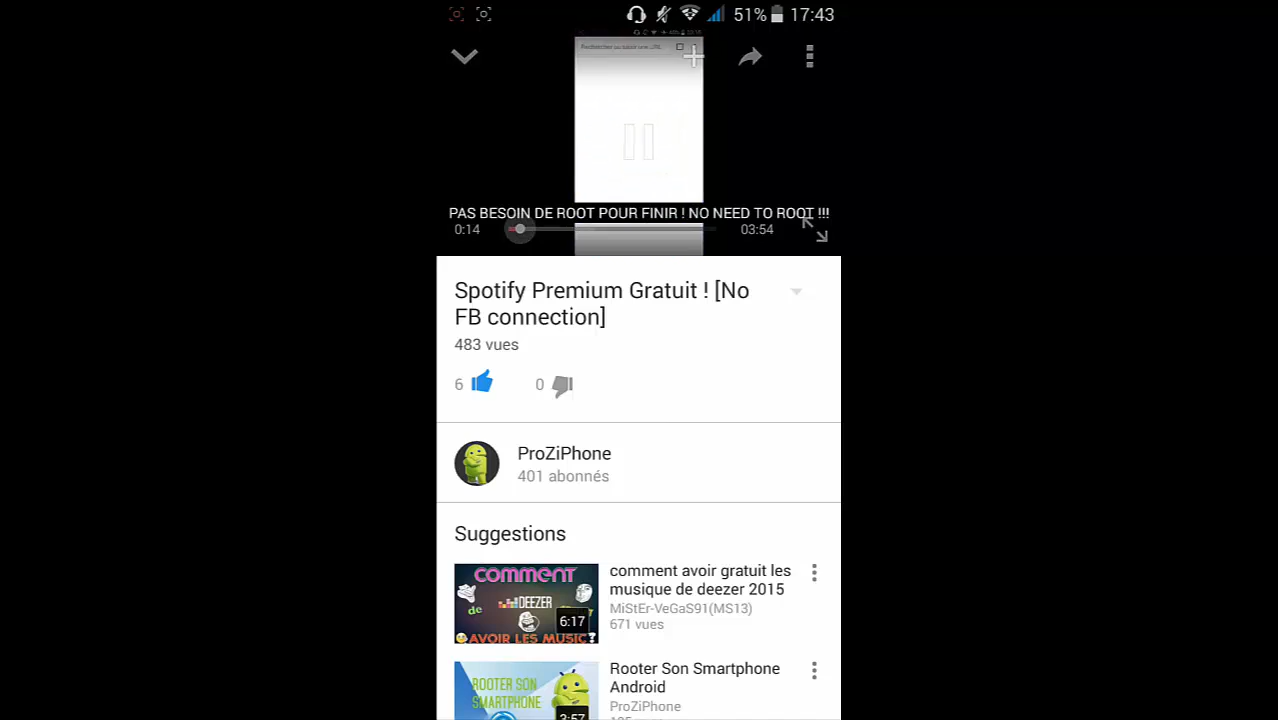 51% 17:43
PAS BESOIN DE ROOT POUR FINIR ! NO NEED TO ROOT !!!
0:14 03:54
Spotify Premium Gratuit ! [No
FB connection]
483 vues
6 0
ProZiPhone
401 abonnés
Suggestions
COMMENT
de DEEZER
6:17
AVOIR LES MUSIC?
comment avoir gratuit les
musique de deezer 2015
MiStEr-VeGaS91(MS13)
671 vues
ROOTER SON
SMARTPHONE
3:57
Rooter Son Smartphone
Android
ProZiPhone